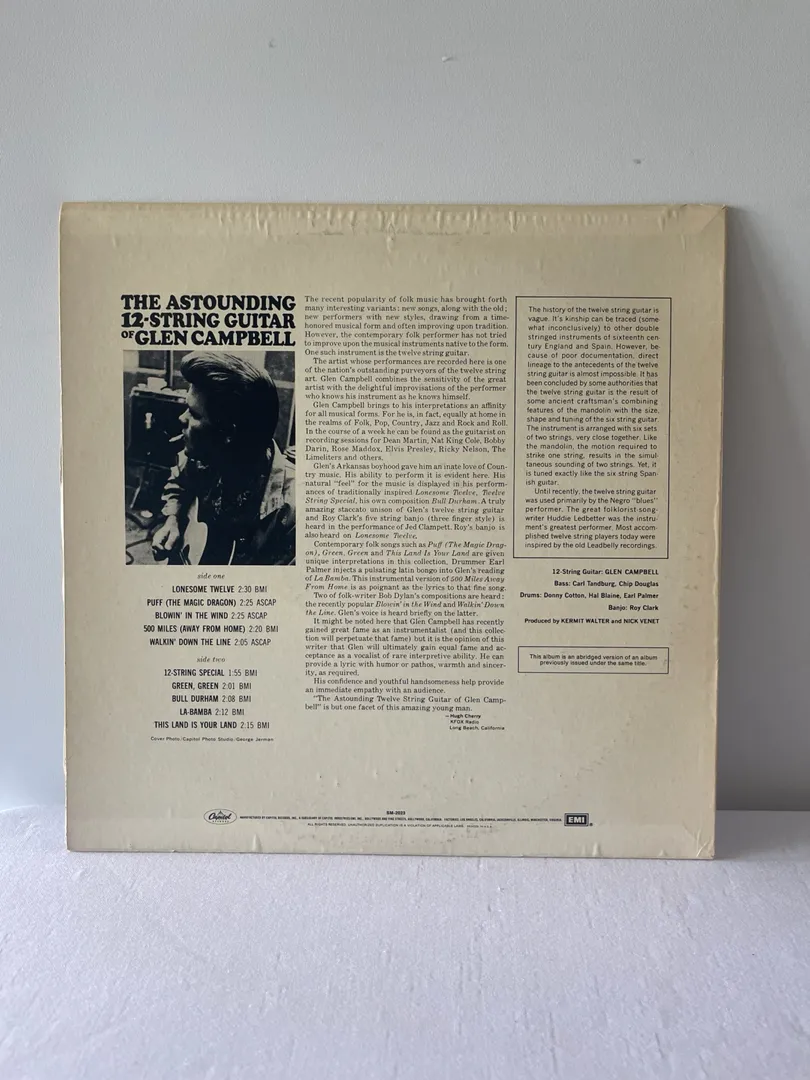 THE ASTOUNDING
12-STRING GUITAR
OF GLEN CAMPBELL
side one
LONESOME TWELVE 2:30 BMI
PUFF (THE MAGIC DRAGON) 2:25 ASCAP
BLOWIN' IN THE WIND 2:25 ASCAP
500 MILES (AWAY FROM HOME) 2:20 BMI
WALKIN' DOWN THE LINE 2:05 ASCAP
side two
12-STRING SPECIAL 1:55 BMI
GREEN, GREEN 2:01 BMI
BULL DURHAM 2:08 BMI
LA-BAMBA 2:12 BMI
THIS LAND IS YOUR LAND 2:15 BMI
Cover Photo/Capitol Photo Studio/George Jerman
The recent popularity of folk music has brought forth
many interesting variants: new songs, along with the old;
new performers with new styles, drawing from a time-
honored musical form and often improving upon tradition.
However, the contemporary folk performer has not tried
to improve upon the musical instruments native to the form.
One such instrument is the twelve string guitar.
The artist whose performances are recorded here is one
of the nation's outstanding purveyors of the twelve string
art. Glen Campbell combines the sensitivity of the great
artist with the delightful improvisations of the performer
who knows his instrument as he knows himself.
Glen Campbell brings to his interpretations an affinity
for all musical forms. For he is, in fact, equally at home in
the realms of Folk, Pop, Country, Jazz and Rock and Roll.
In the course of a week he can be found as the guitarist on
recording sessions for Dean Martin, Nat King Cole, Bobby
Darin, Rose Maddox, Elvis Presley, Ricky Nelson, The
Limeliters and others.
Glen's Arkansas boyhood gave him an inate love of Coun-
try music. His ability to perform it is evident here. His
natural "feel" for the music is displayed in his perform-
ances of traditionally inspired Lonesome Twelve, Twelve
String Special, his own composition Bull Durham. A truly
amazing staccato unison of Glen's twelve string guitar
and Roy Clark's five string banjo (three finger style) is
heard in the performance of Jed Clampett. Roy's banjo is
also heard on Lonesome Twelve.
Contemporary folk songs such as Puff (The Magic Drag-
on), Green, Green and This Land Is Your Land are given
unique interpretations in this collection. Drummer Earl
Palmer injects a pulsating latin bongo into Glen's reading
of La Bamba. This instrumental version of 500 Miles Away
From Home is as poignant as the lyrics to that fine song.
Two of folk-writer Bob Dylan's compositions are heard:
the recently popular Blowin' in the Wind and Walkin' Down
the Line. Glen's voice is heard briefly on the latter.
It might be noted here that Glen Campbell has recently
gained great fame as an instrumentalist (and this collec-
tion will perpetuate that fame) but it is the opinion of this
writer that Glen will ultimately gain equal fame and ac-
ceptance as a vocalist of rare interpretive ability. He can
provide a lyric with humor or pathos, warmth and sincer-
ity, as required.
His confidence and youthful handsomeness help provide
an immediate empathy with an audience.
"The Astounding Twelve String Guitar of Glen Camp-
bell" is but one facet of this amazing young man.
—Hugh Cherry
KFOX Radio
Long Beach, California
The history of the twelve string guitar is
vague. It's kinship can be traced (some
what inconclusively) to other double
stringed instruments of sixteenth cen
tury England and Spain. However, be
cause of poor documentation, direct
lineage to the antecedents of the twelve
string guitar is almost impossible. It has
been concluded by some authorities that
the twelve string guitar is the result of
some ancient craftsman's combining
features of the mandolin with the size,
shape and tuning of the six string guitar.
The instrument is arranged with six sets
of two strings, very close together. Like
the mandolin, the motion required to
strike one string, results in the simul
taneous sounding of two strings. Yet, it
is tuned exactly like the six string Span
ish guitar.
Until recently, the twelve string guitar
was used primarily by the Negro "blues"
performer. The great folklorist-song-
writer Huddie Ledbetter was the instru-
ment's greatest performer. Most accom-
plished twelve string players today were
inspired by the old Leadbelly recordings.
12-String Guitar: GLEN CAMPBELL
Bass: Carl Tandburg, Chip Douglas
Drums: Donny Cotton, Hal Blaine, Earl Palmer
Banjo: Roy Clark
Produced by KERMIT WALTER and NICK VENET
This album is an abridged version of an album
previously issued under the same title.
Capitol
EMI